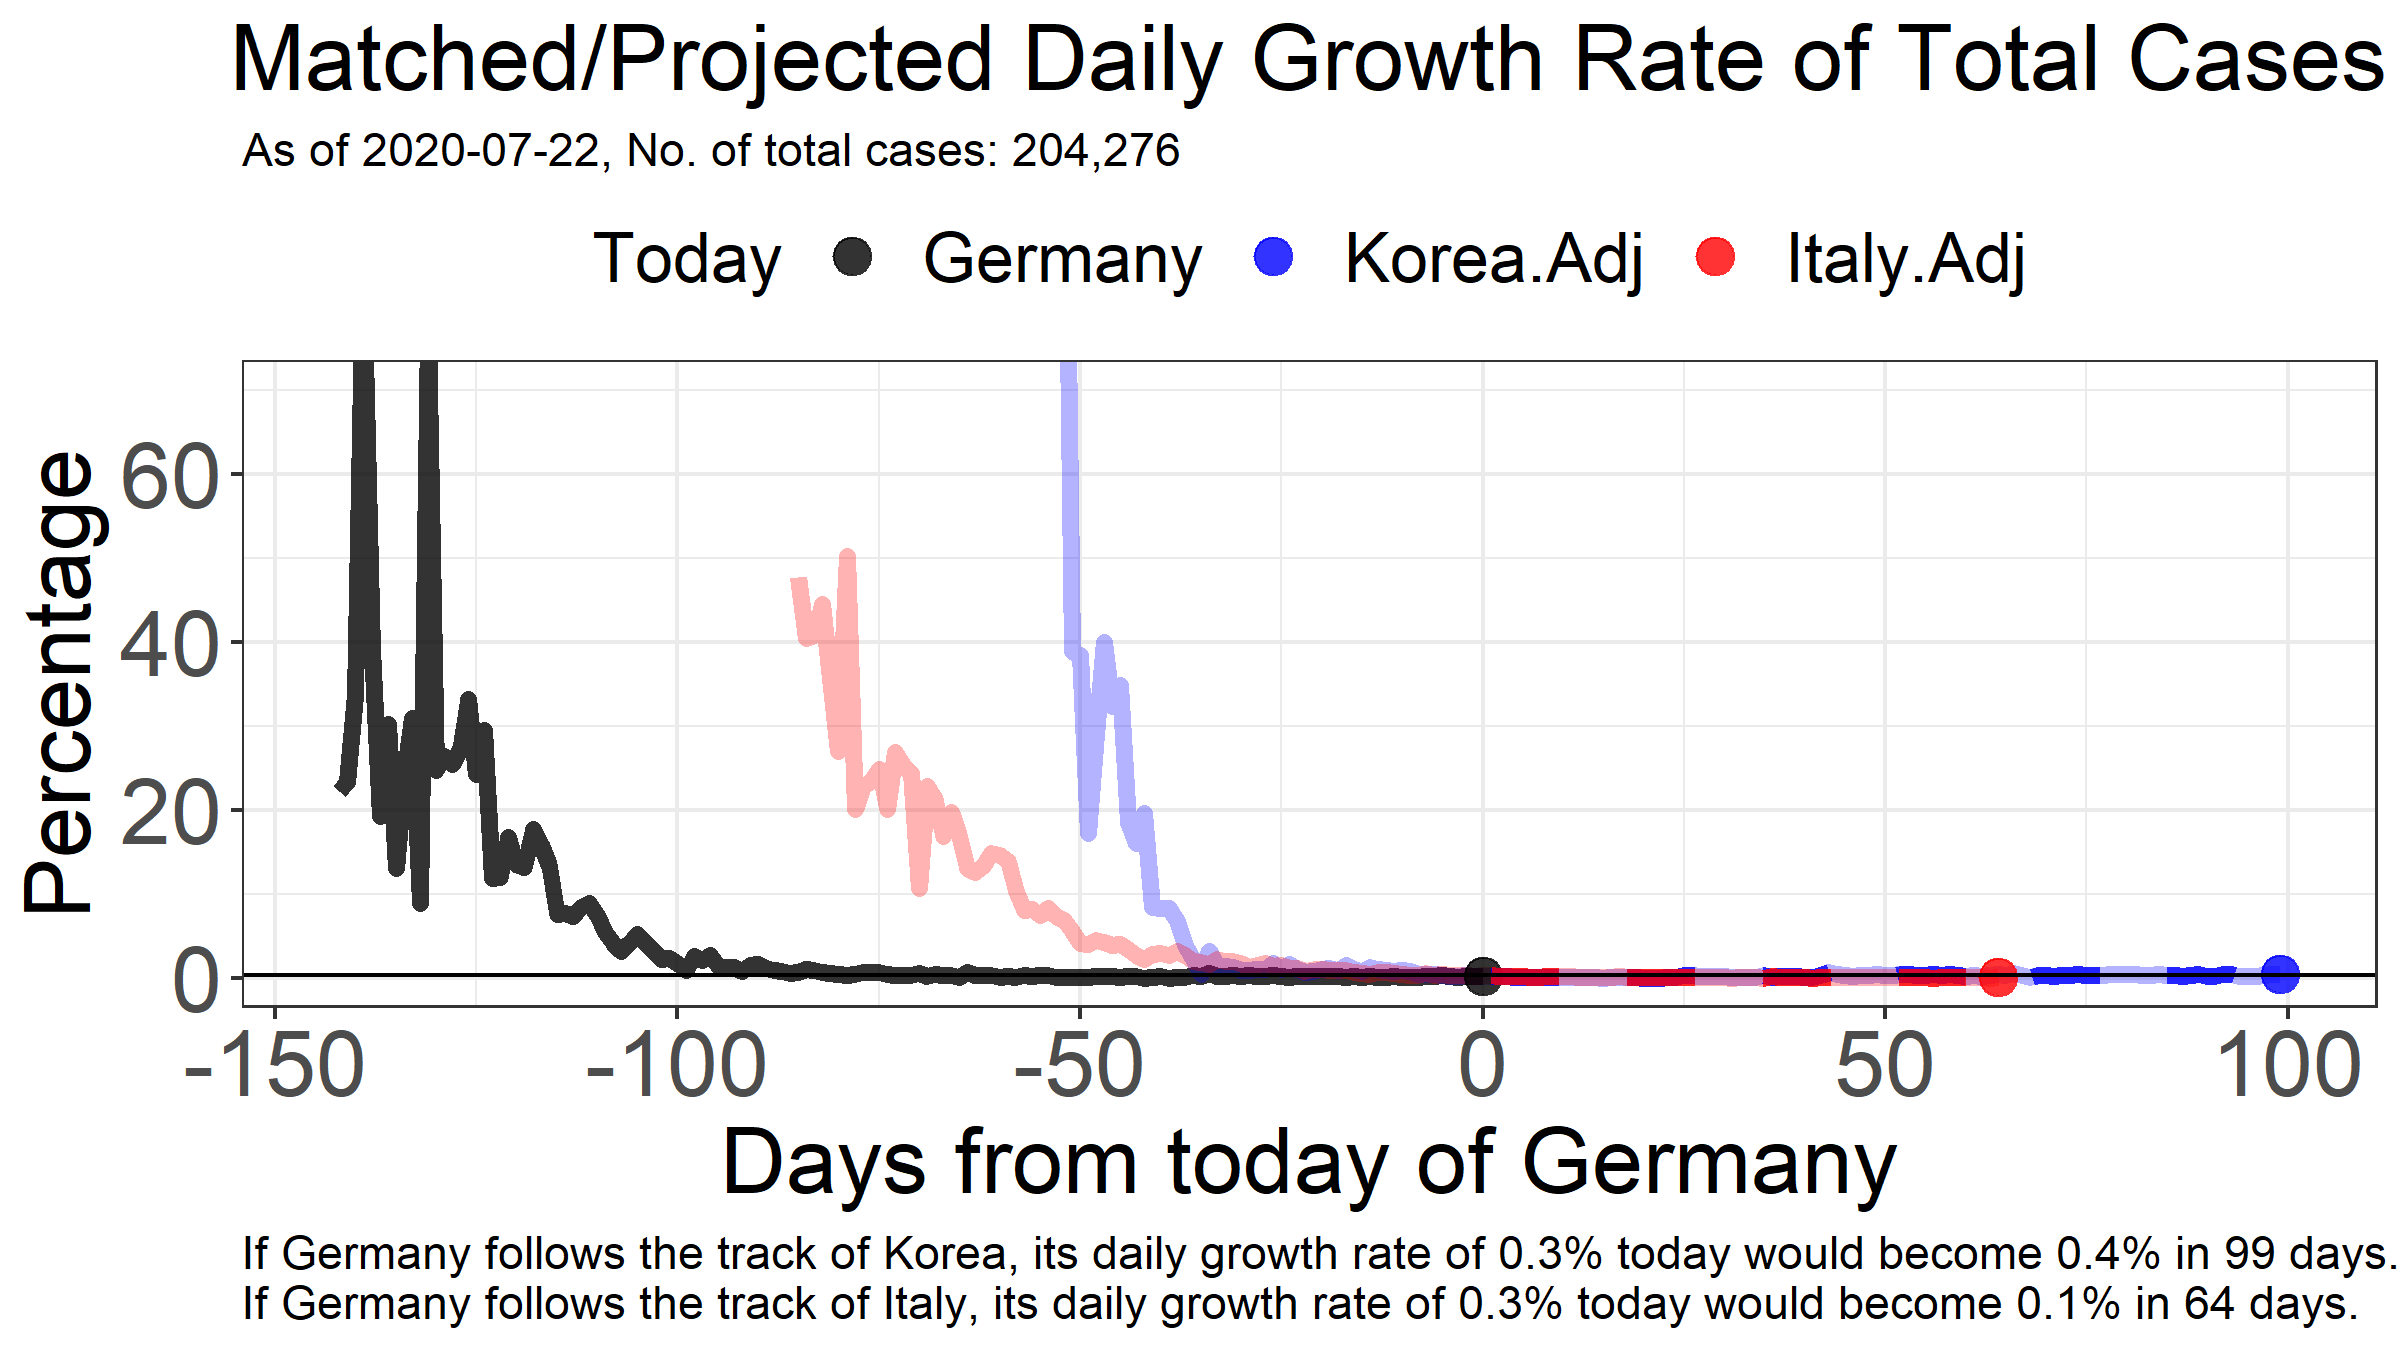 Matched/Projected Daily Growth Rate of Total Cases
As of 2020-07-22, No. of total cases: 204,276
Today Germany Korea.Adj Italy.Adj
Percentage
60
40
20
0
-150 -100 -50 0 50 100
Days from today of Germany
If Germany follows the track of Korea, its daily growth rate of 0.3% today would become 0.4% in 99 days.
If Germany follows the track of Italy, its daily growth rate of 0.3% today would become 0.1% in 64 days.